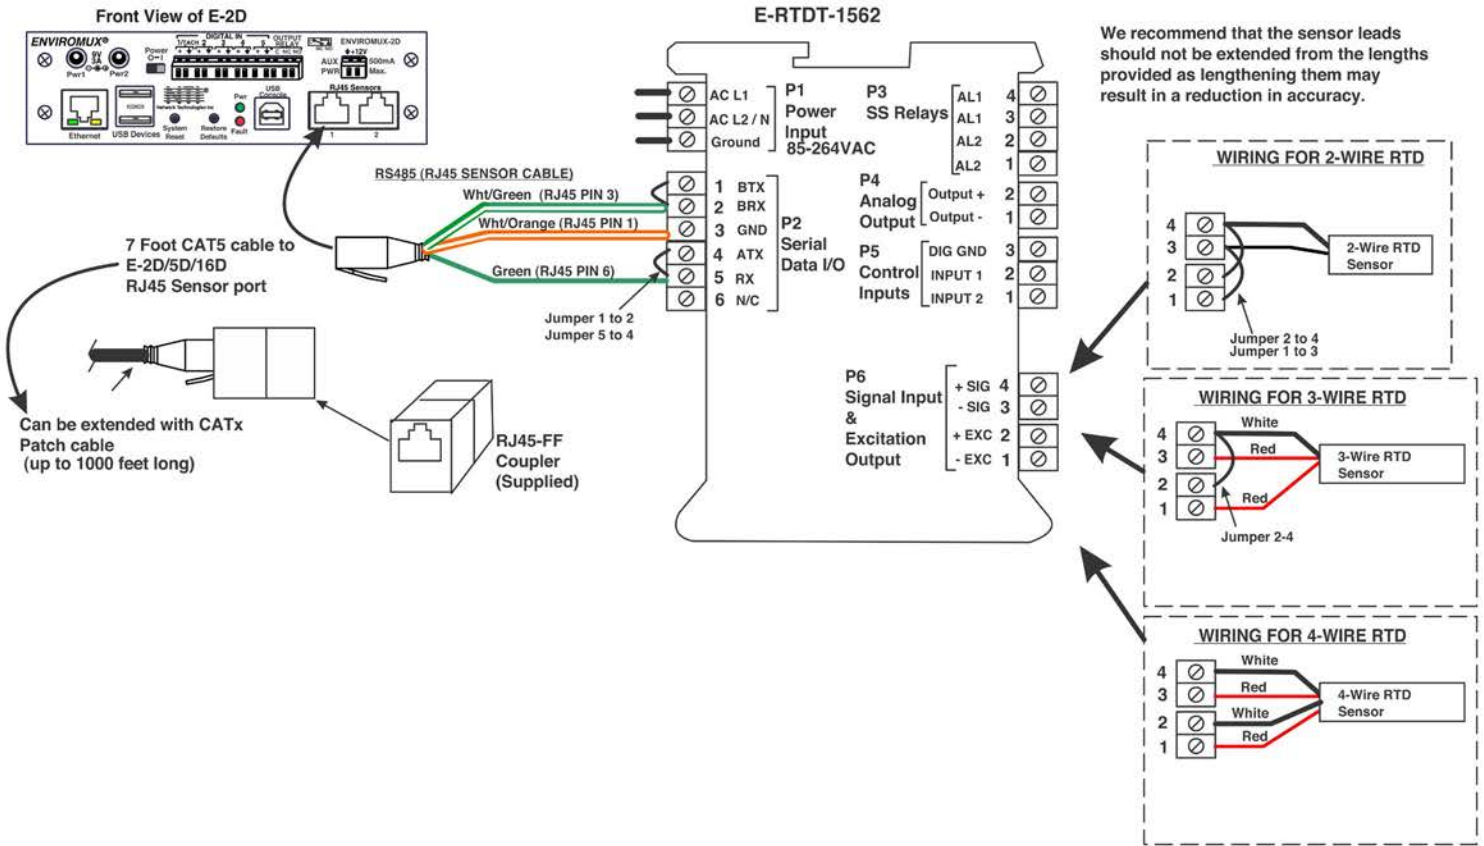 Front View of E-2D
ENVIROMUX®
9V
3A
Pwr1
Pwr2
Power
O–I
DIGITAL IN
2 3 4 5
OUTPUT
RELAY
C NC NO
ENVIROMUX-2D
+12V
AUX
PWR
500mA
Max.
RJ45 Sensors
1 2
Ethernet
USB Devices
Network Technologies Inc
System
Reset
Restore
Defaults
Pwr
Fault
USB
Console
7 Foot CAT5 cable to
E-2D/5D/16D
RJ45 Sensor port
Can be extended with CATx
Patch cable
(up to 1000 feet long)
RJ45-FF
Coupler
(Supplied)
RS485 (RJ45 SENSOR CABLE)
Wht/Green (RJ45 PIN 3)
Wht/Orange (RJ45 PIN 1)
Green (RJ45 PIN 6)
Jumper 1 to 2
Jumper 5 to 4
E-RTDT-1562
AC L1
AC L2 / N
Ground
P1
Power
Input
85-264VAC
1 BTX
2 BRX
3 GND
4 ATX
5 RX
6 N/C
P2
Serial
Data I/O
P3
SS Relays
AL1 4
AL1 3
AL2 2
AL2 1
P4
Analog
Output
Output + 2
Output - 1
P5
Control
Inputs
DIG GND 3
INPUT 1 2
INPUT 2 1
P6
Signal Input
&
Excitation
Output
+ SIG 4
- SIG 3
+ EXC 2
- EXC 1
We recommend that the sensor leads
should not be extended from the lengths
provided as lengthening them may
result in a reduction in accuracy.
WIRING FOR 2-WIRE RTD
4
3
2
1
2-Wire RTD
Sensor
Jumper 2 to 4
Jumper 1 to 3
WIRING FOR 3-WIRE RTD
White
4
Red
3
2
Red
1
3-Wire RTD
Sensor
Jumper 2-4
WIRING FOR 4-WIRE RTD
White
4
Red
3
White
2
Red
1
4-Wire RTD
Sensor